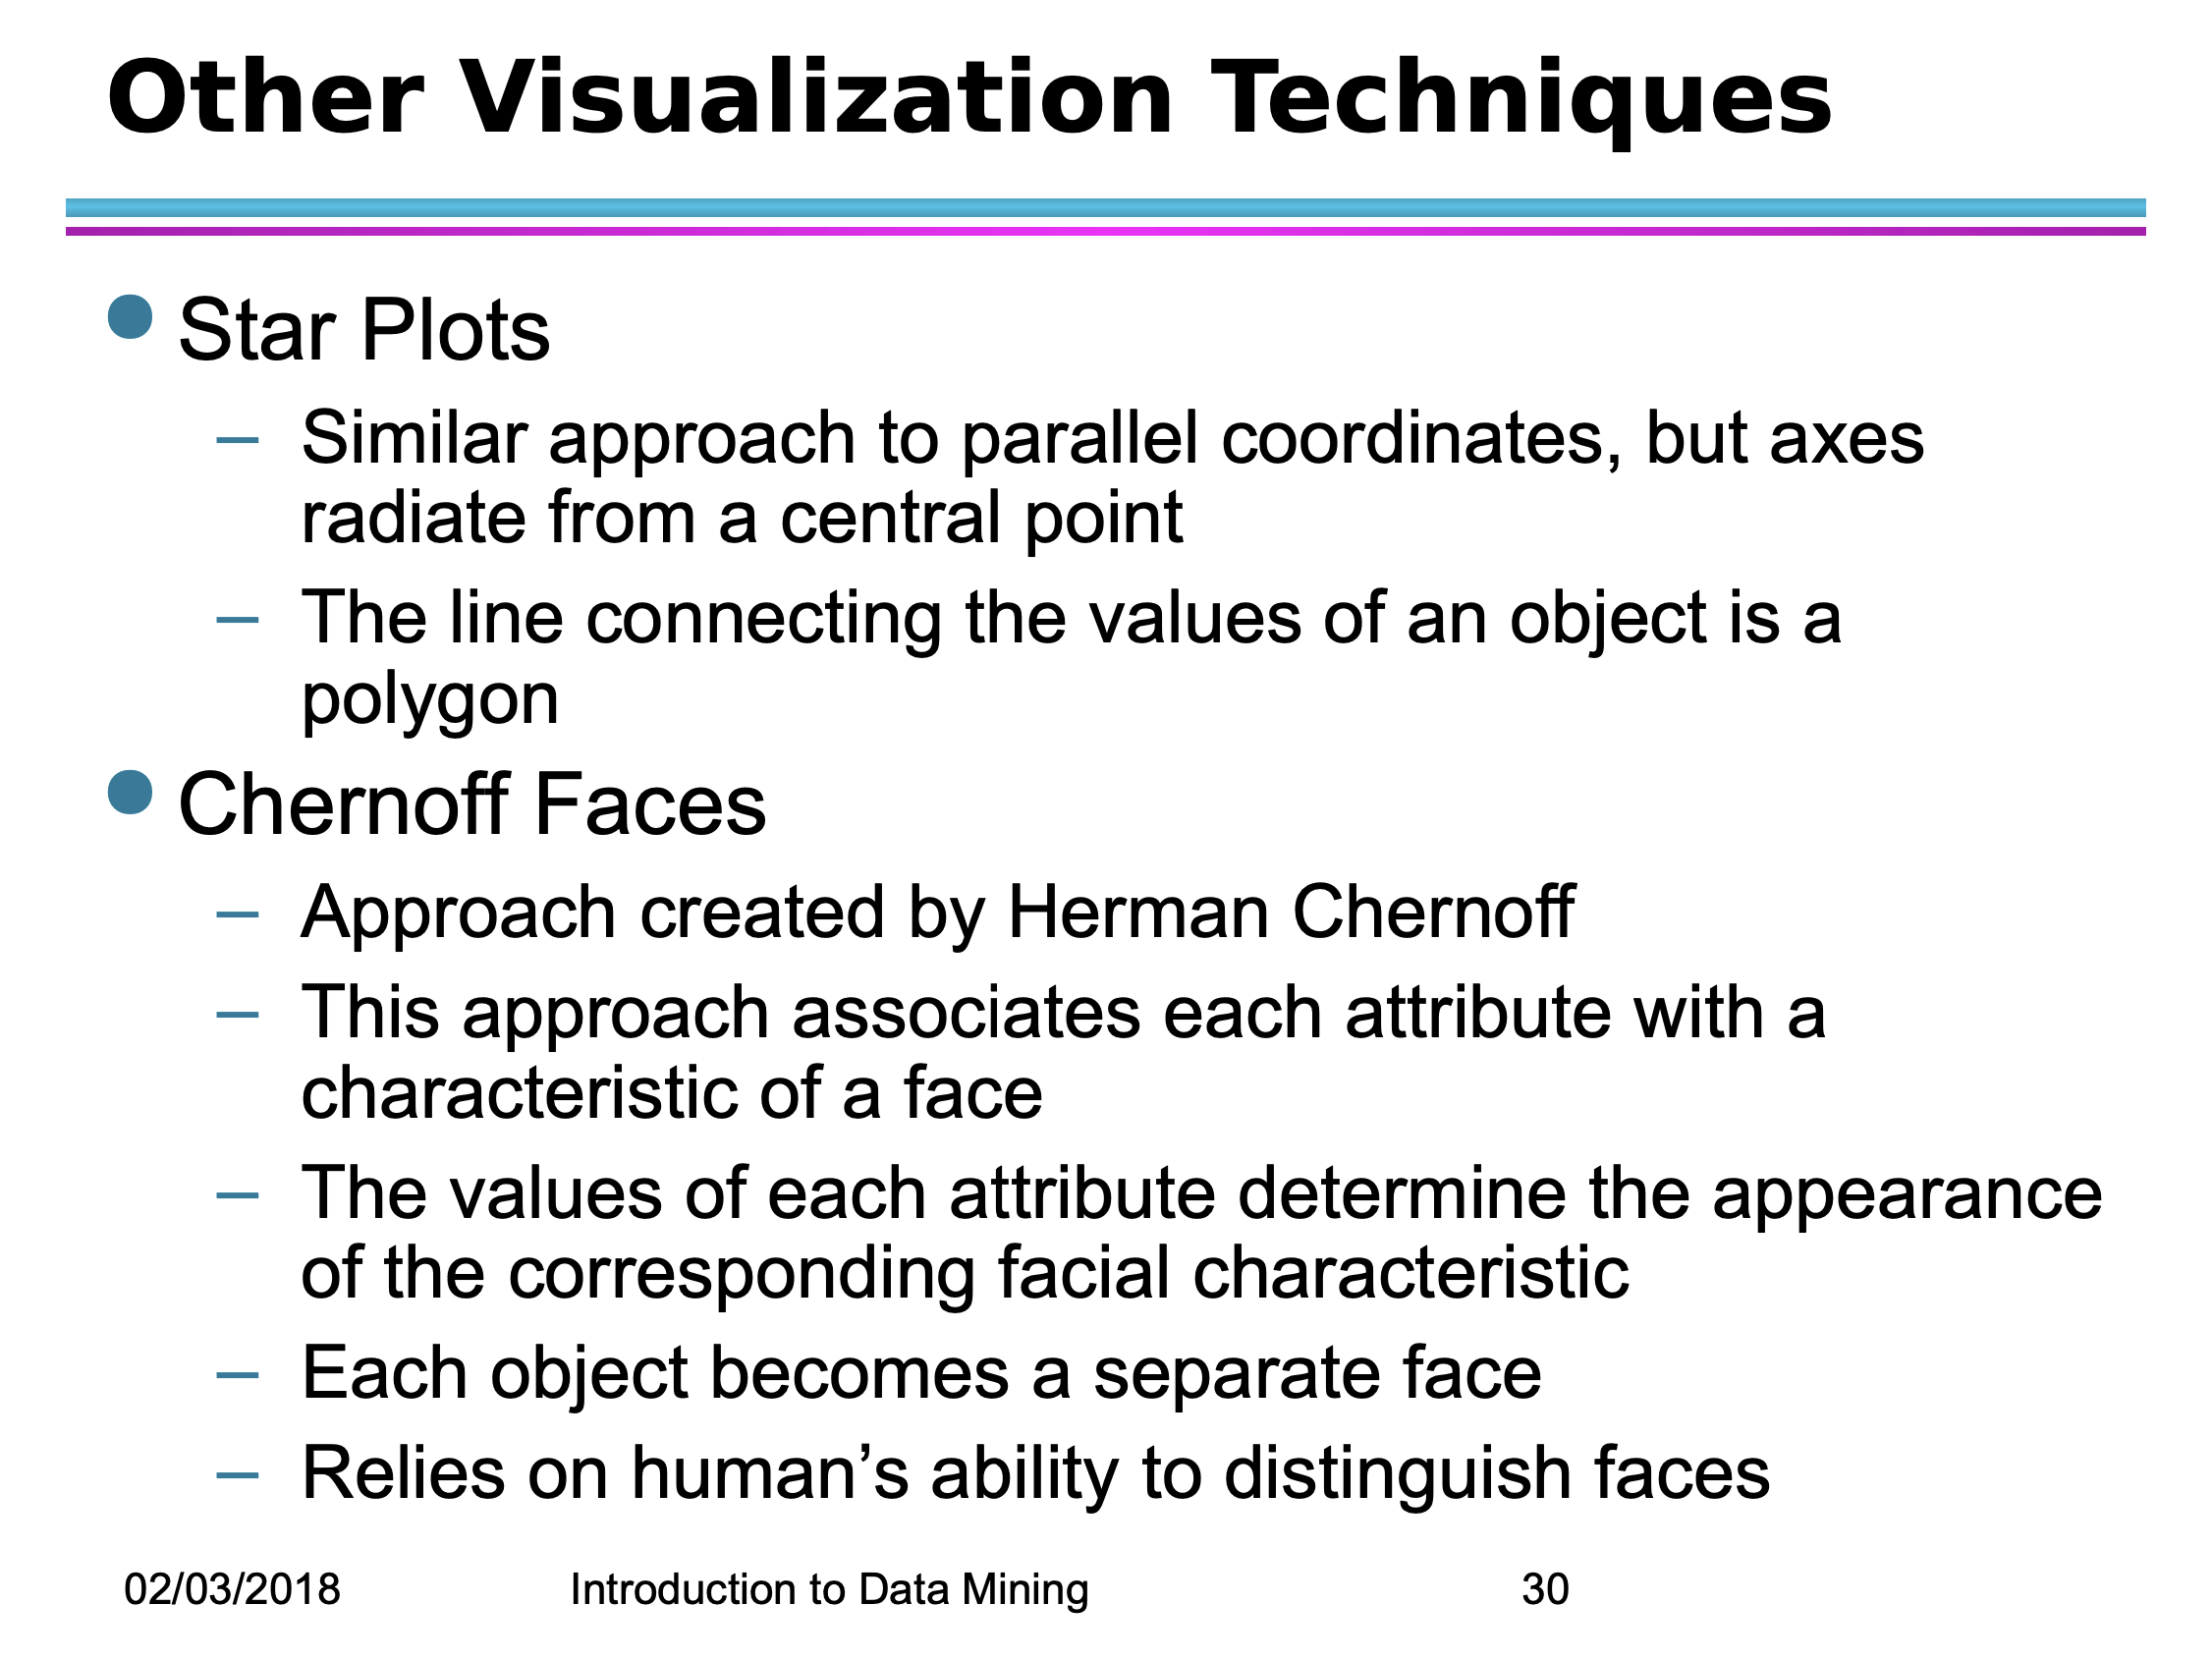 Other Visualization Techniques
Star Plots
– Similar approach to parallel coordinates, but axes
radiate from a central point
– The line connecting the values of an object is a
polygon
Chernoff Faces
– Approach created by Herman Chernoff
– This approach associates each attribute with a
characteristic of a face
– The values of each attribute determine the appearance
of the corresponding facial characteristic
– Each object becomes a separate face
– Relies on human’s ability to distinguish faces
02/03/2018 Introduction to Data Mining 30